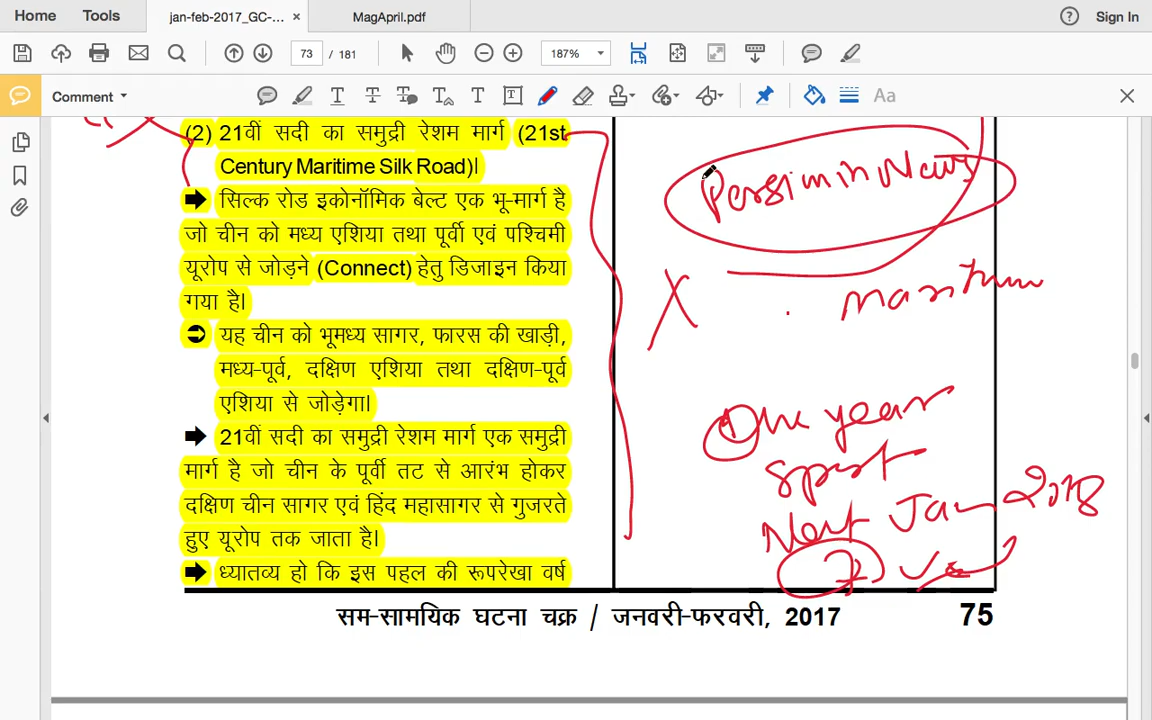 Home Tools jan-feb-2017_GC-... × MagApril.pdf ? Sign In
73 / 181 187%
Comment
(2) 21वीं सदी का समुद्री रेशम मार्ग (21st
Century Maritime Silk Road)।
सिल्क रोड इकोनॉमिक बेल्ट एक भू-मार्ग है
जो चीन को मध्य एशिया तथा पूर्वी एवं पश्चिमी
यूरोप से जोड़ने (Connect) हेतु डिजाइन किया
गया है।
यह चीन को भूमध्य सागर, फारस की खाड़ी,
मध्य-पूर्व, दक्षिण एशिया तथा दक्षिण-पूर्व
एशिया से जोड़ेगा।
21वीं सदी का समुद्री रेशम मार्ग एक समुद्री
मार्ग है जो चीन के पूर्वी तट से आरंभ होकर
दक्षिण चीन सागर एवं हिंद महासागर से गुजरते
हुए यूरोप तक जाता है।
ध्यातव्य हो कि इस पहल की रूपरेखा वर्ष
in News
X
One year
Next Jan 2018
सम-सामयिक घटना चक्र / जनवरी-फरवरी, 2017 75